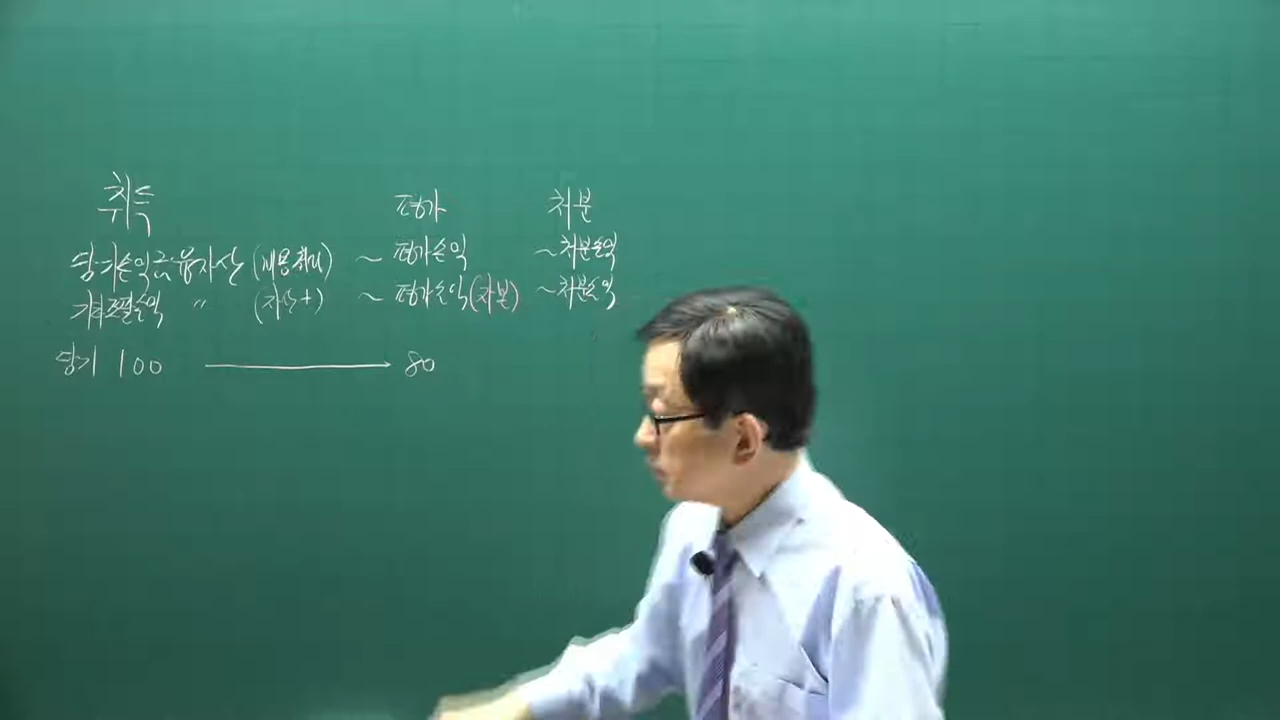 취득 평가 처분
당기손익금융자산 (비용처리) ~ 평가손익 ~처분손익
기타포괄손익 〃 (자산+) ~ 평가손익(자본) ~처분손익
당기 100 → 80